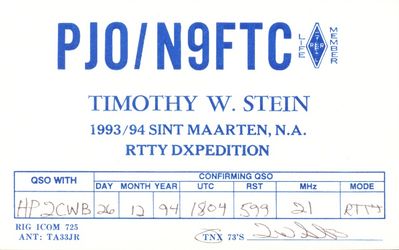 PJ0/N9FTC
LIFE
MEMBER
TIMOTHY W. STEIN
1993/94 SINT MAARTEN, N.A.
RTTY DXPEDITION
QSO WITH CONFIRMING QSO
DAY MONTH YEAR UTC RST MHz MODE
HP2CWB 26 12 94 1804 599 21 RTTY
RIG ICOM 725
ANT: TA33JR TNX 73'S